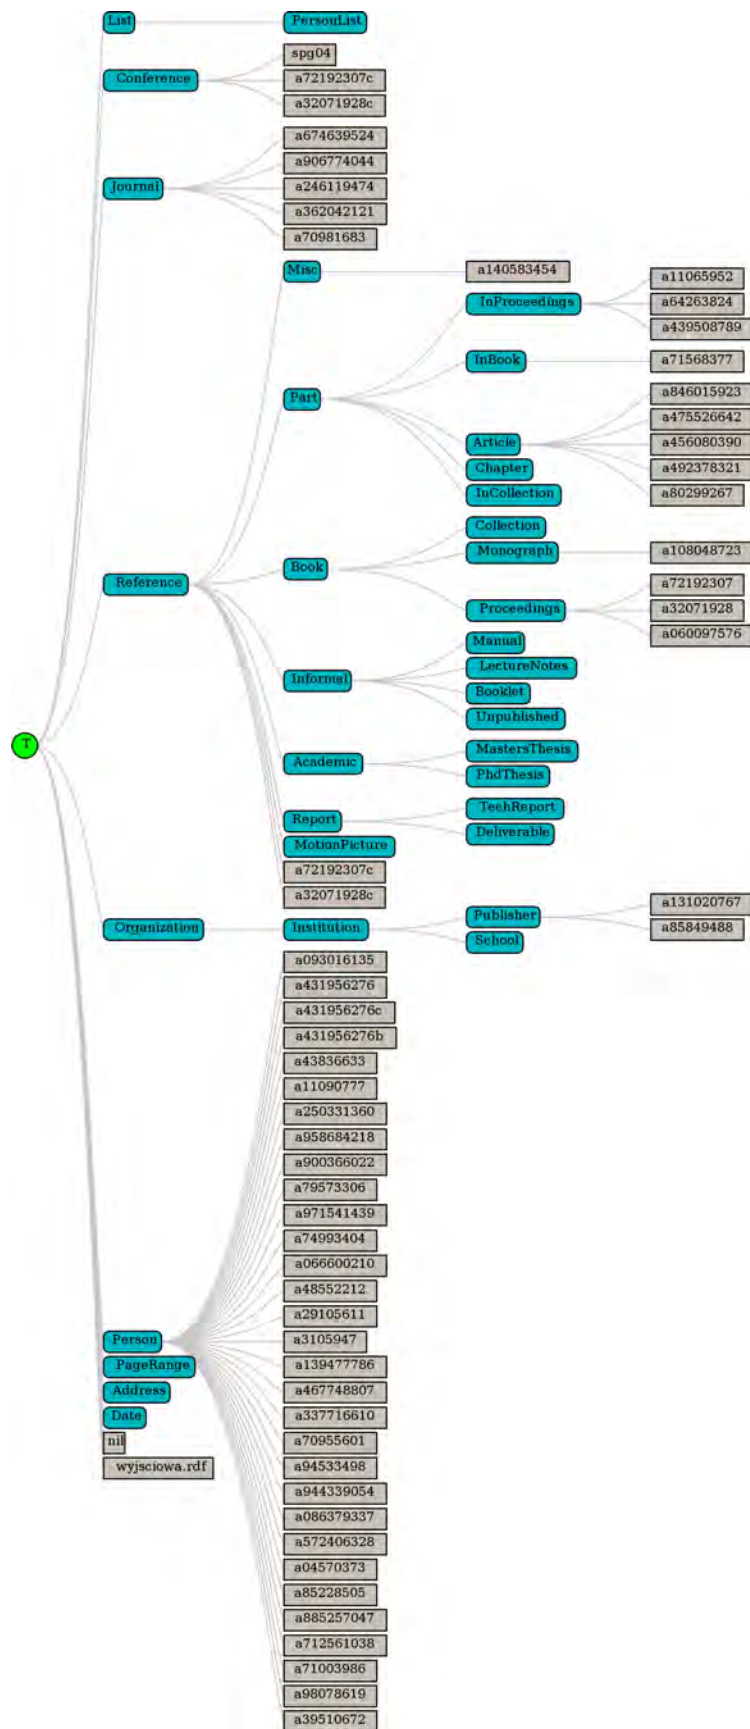 List
PersonList
spg04
Conference
a72192307c
a32071928c
a674639524
a906774044
Journal
a246119474
a362042121
a70981683
Misc
a140583454
a11065952
InProceedings
a64263824
a439508789
InBook
a71568377
Part
a846015923
a475526642
Article
a456080390
Chapter
a492378321
InCollection
a80299267
Collection
Monograph
a108048723
Book
Reference
a72192307
Proceedings
a32071928
a060097576
Manual
LectureNotes
Informal
Booklet
Unpublished
T
MastersThesis
Academic
PhdThesis
TechReport
Report
Deliverable
MotionPicture
a72192307c
a32071928c
a131020767
Publisher
Organization
Institution
a85849488
School
a093016135
a431956276
a431956276c
a431956276b
a43836633
a11090777
a250331360
a958684218
a900366022
a79573306
a971541439
a74993404
a066600210
a48552212
a29105611
Person
a3105947
PageRange
a139477786
Address
a467748807
Date
a337716610
nil
a70955601
wyjsciowa.rdf
a94533498
a944339054
a086379337
a572406328
a04570373
a85228505
a885257047
a712561038
a71003986
a98078619
a39510672